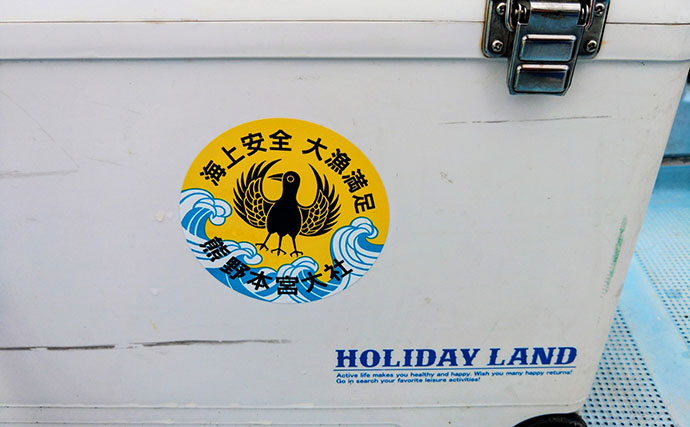 海上安全 大漁満足
熊野本宮大社
HOLIDAY LAND
Active life makes you healthy and happy. Wish you many happy returns!
Go in search your favorite leisure activities!